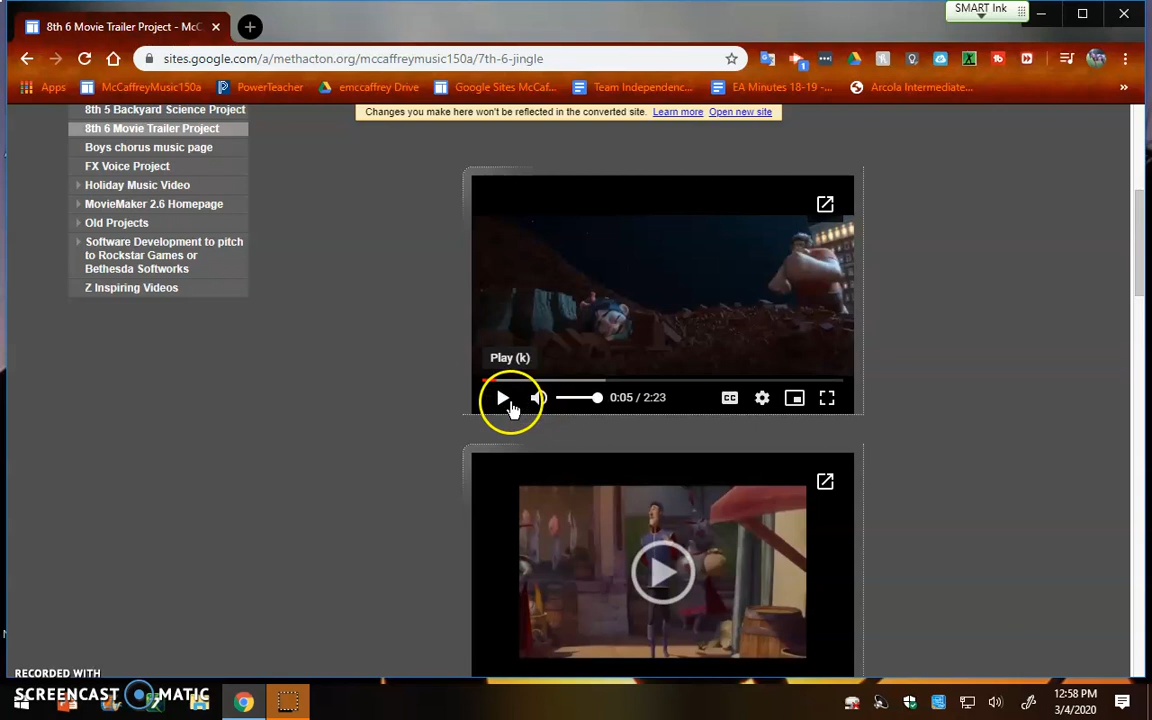 SMART Ink
8th 6 Movie Trailer Project - McC
sites.google.com/a/methacton.org/mccaffreymusic150a/7th-6-jingle
1
Apps
McCaffreyMusic150a
PowerTeacher
emccaffrey Drive
Google Sites McCaf...
Team Independenc...
EA Minutes 18-19 -...
Arcola Intermediate...
»
8th 5 Backyard Science Project
Changes you make here won't be reflected in the converted site. Learn more Open new site
8th 6 Movie Trailer Project
Boys chorus music page
FX Voice Project
Holiday Music Video
MovieMaker 2.6 Homepage
Old Projects
Software Development to pitch
to Rockstar Games or
Bethesda Softworks
Z Inspiring Videos
Play (k)
0:05 / 2:23
CC
RECORDED WITH
SCREENCAST MATIC
12:58 PM
3/4/2020